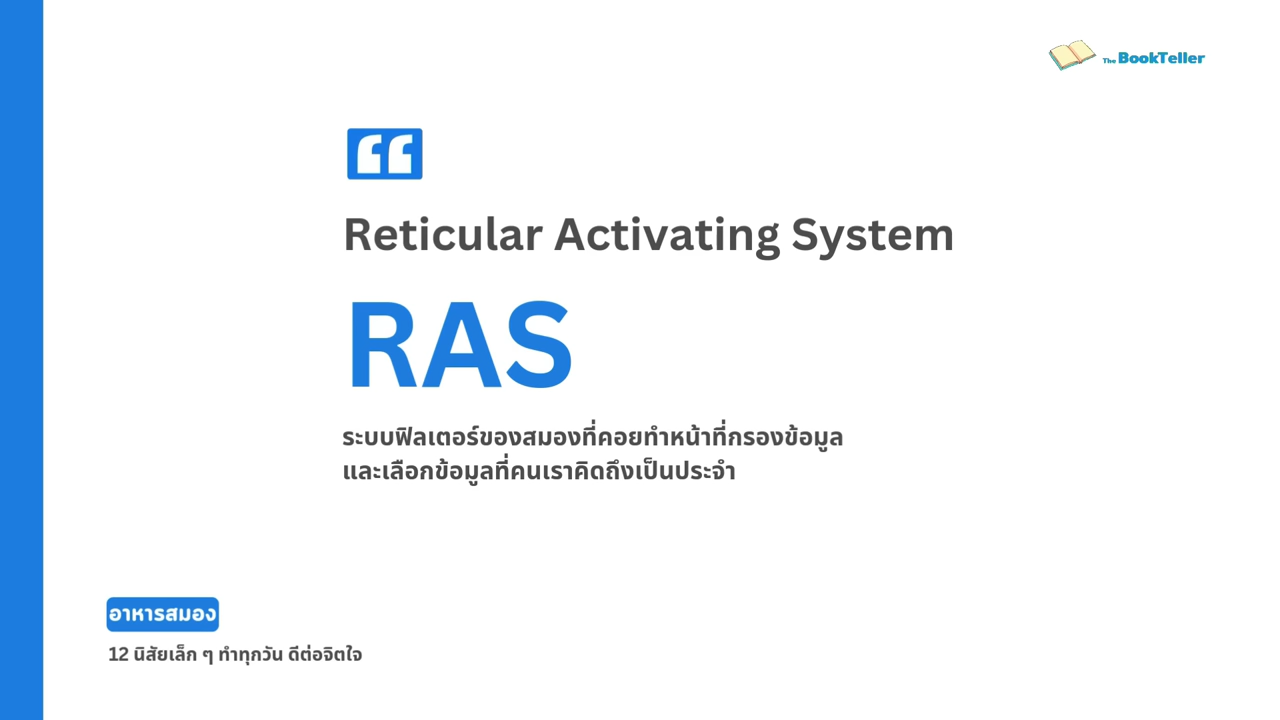 The BookTeller
Reticular Activating System
RAS
ระบบฟิลเตอร์ของสมองที่คอยทำหน้าที่กรองข้อมูล
และเลือกข้อมูลที่คนเราคิดถึงเป็นประจำ
อาหารสมอง
12 นิสัยเล็ก ๆ ทำทุกวัน ดีต่อจิตใจ